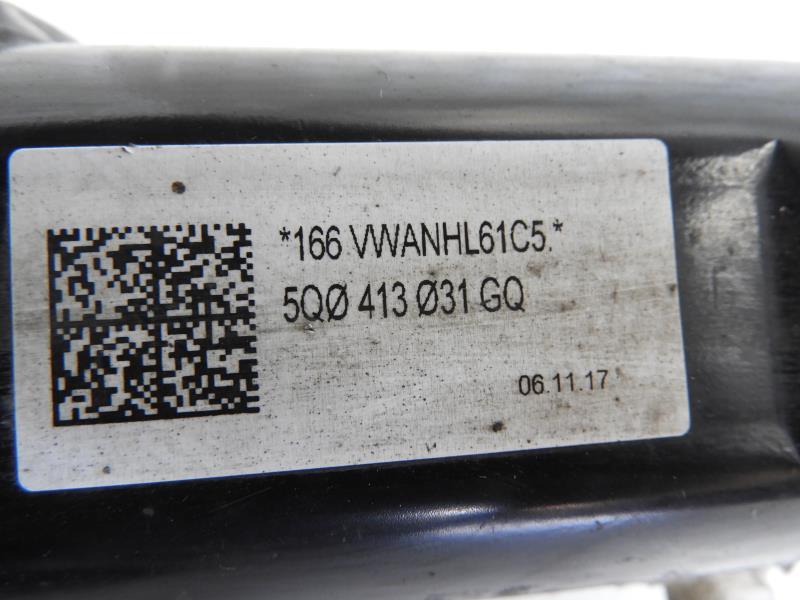 *166 VWANHL61C5.*
5QØ 413 Ø31 GQ
06.11.17